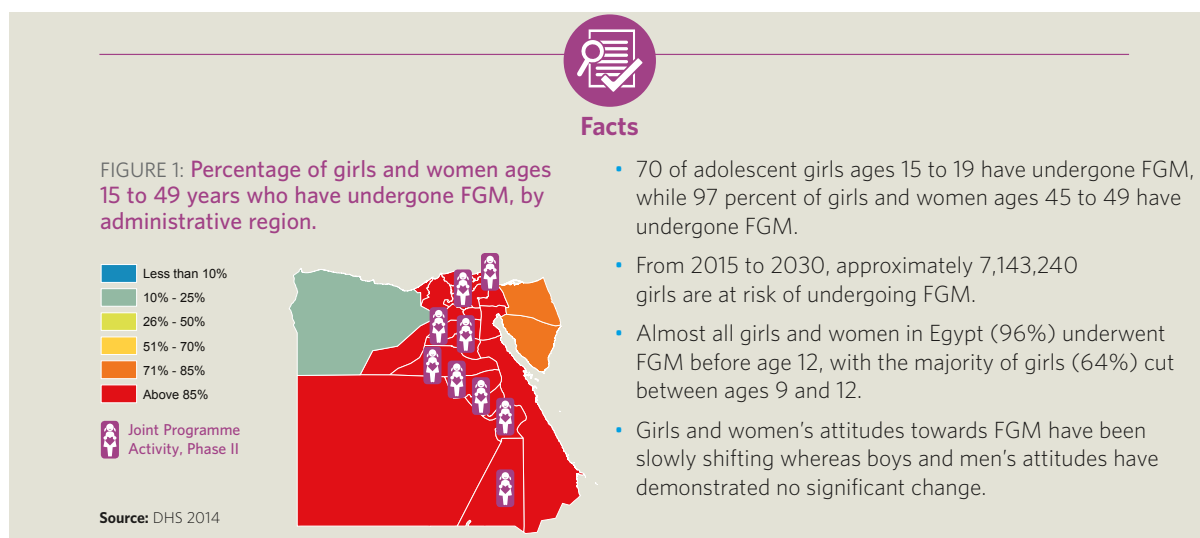 Facts
FIGURE 1: Percentage of girls and women ages
15 to 49 years who have undergone FGM, by
administrative region.
Less than 10%
10% - 25%
26% - 50%
51% - 70%
71% - 85%
Above 85%
Joint Programme
Activity, Phase II
Source: DHS 2014
• 70 of adolescent girls ages 15 to 19 have undergone FGM,
while 97 percent of girls and women ages 45 to 49 have
undergone FGM.
• From 2015 to 2030, approximately 7,143,240
girls are at risk of undergoing FGM.
• Almost all girls and women in Egypt (96%) underwent
FGM before age 12, with the majority of girls (64%) cut
between ages 9 and 12.
• Girls and women's attitudes towards FGM have been
slowly shifting whereas boys and men's attitudes have
demonstrated no significant change.